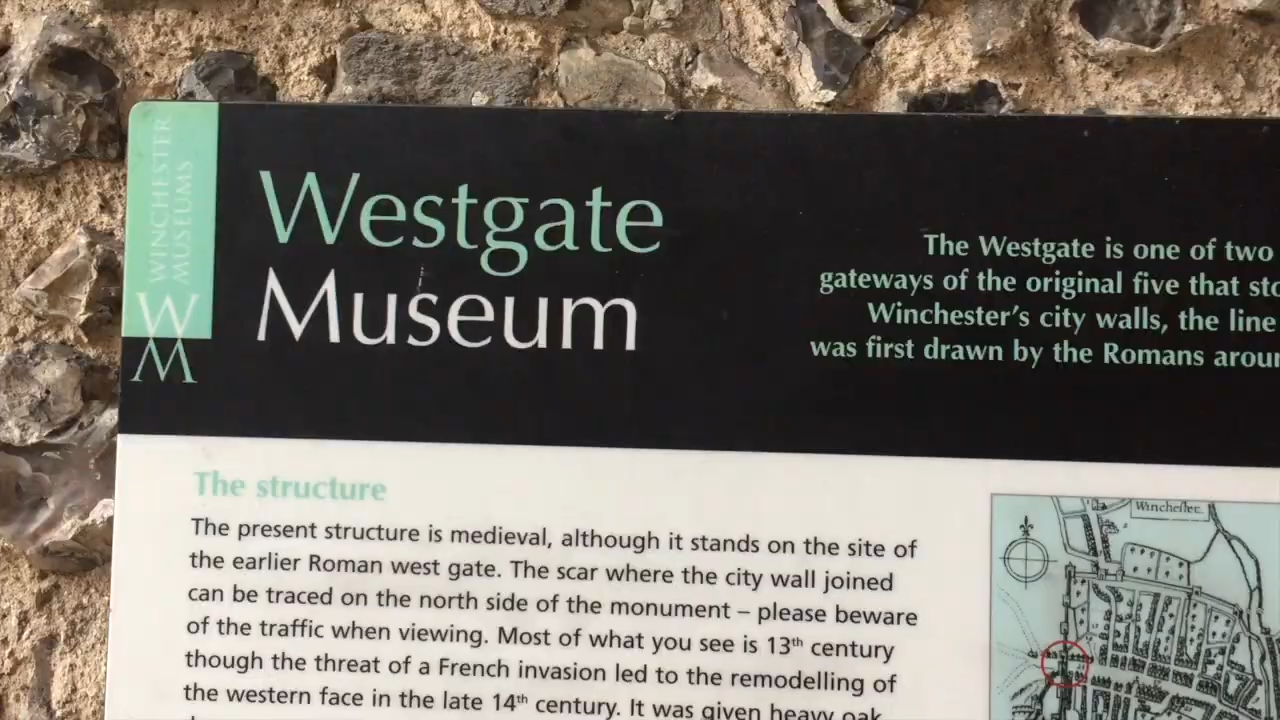 WINCHESTER
MUSEUMS
WM
Westgate
Museum
The Westgate is one of two
gateways of the original five that
Winchester's city walls, the line
was first drawn by the Romans
The structure
The present structure is medieval, although it stands on the site of
the earlier Roman west gate. The scar where the city wall joined
can be traced on the north side of the monument – please beware
of the traffic when viewing. Most of what you see is 13th century
though the threat of a French invasion led to the remodelling of
the western face in the late 14th century. It was given heavy oak
Winchester.